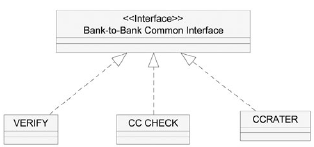 <<Interface>>
Bank-to-Bank Common Interface
VERIFY
CC CHECK
CCRATER